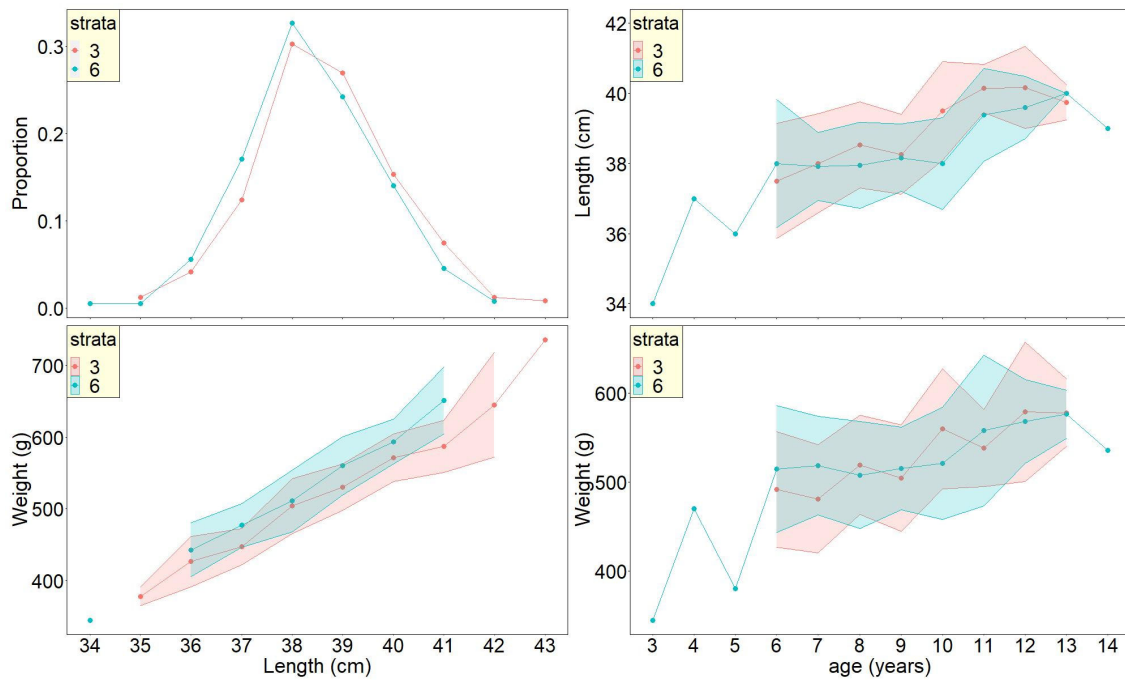 strata
3
6
Proportion
0.3
0.2
0.1
0.0
strata
3
6
Length (cm)
42
40
38
36
34
strata
3
6
Weight (g)
700
600
500
400
34 35 36 37 38 39 40 41 42 43
Length (cm)
strata
3
6
Weight (g)
600
500
400
3 4 5 6 7 8 9 10 11 12 13 14
age (years)